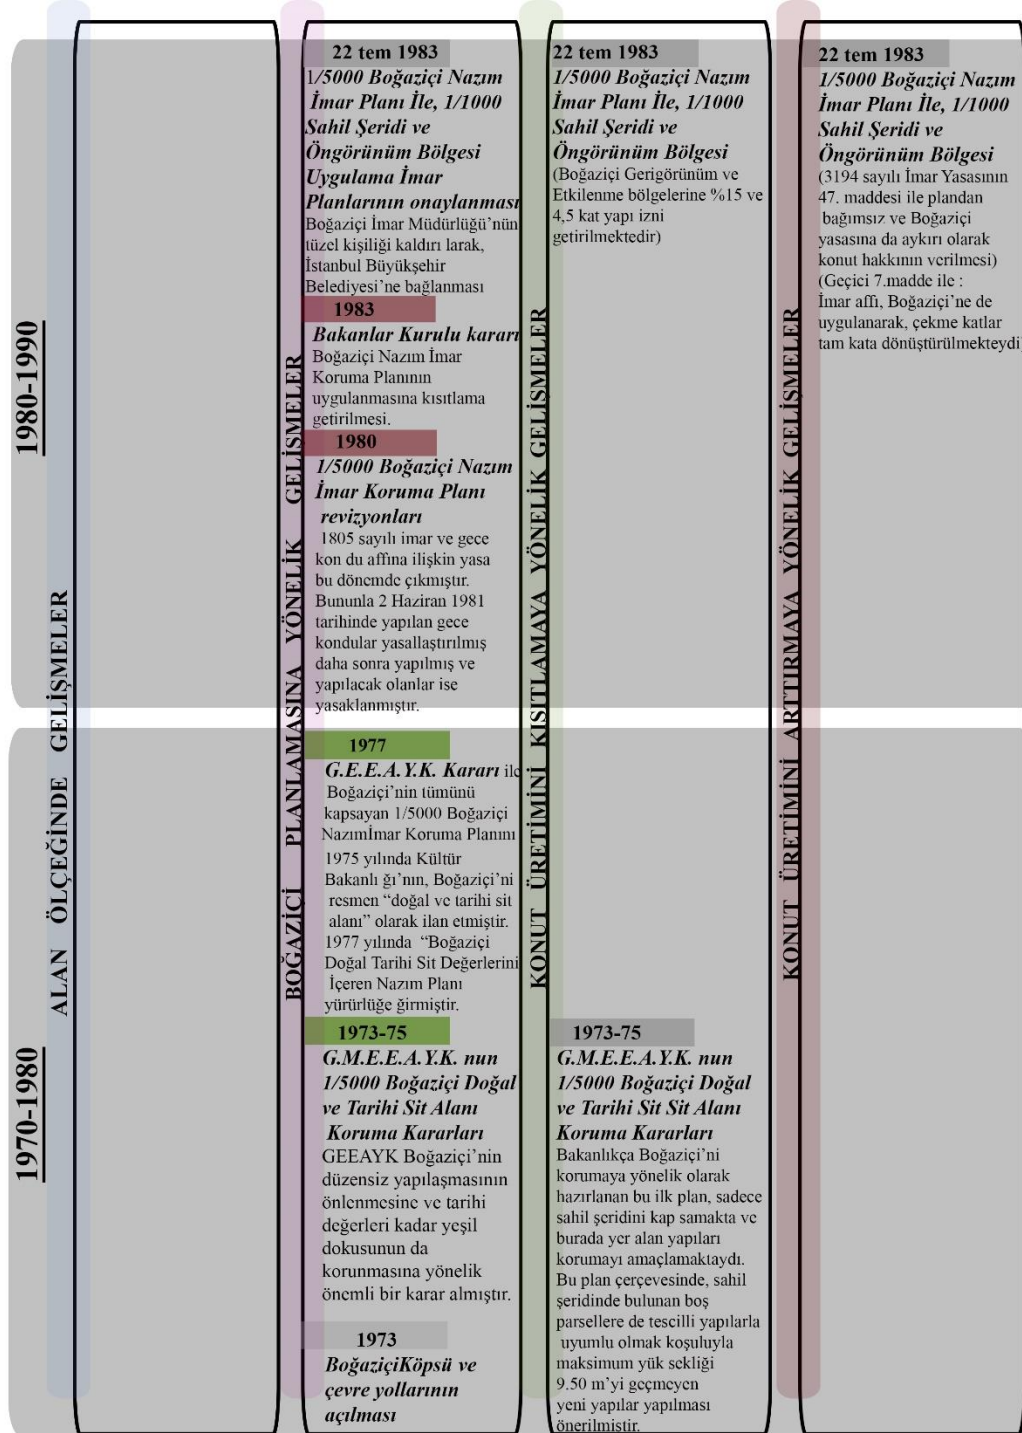 1980-1990
1970-1980
ALAN ÖLÇEĞİNDE GELİŞMELER
BOĞAZİÇİ PLANLAMASINA YÖNELİK GELİŞMELER
22 tem 1983
1/5000 Boğaziçi Nazım
İmar Planı İle, 1/1000
Sahil Şeridi ve
Öngörünüm Bölgesi
Uygulama İmar
Planlarının onaylanması
Boğaziçi İmar Müdürlüğü’nün
tüzel kişiliği kaldırı larak,
İstanbul Büyükşehir
Belediyesi’ne bağlanması
1983
Bakanlar Kurulu kararı
Boğaziçi Nazım İmar
Koruma Planının
uygulanmasına kısıtlama
getirilmesi.
1980
1/5000 Boğaziçi Nazım
İmar Koruma Planı
revizyonları
1805 sayılı imar ve gece
kon du affına ilişkin yasa
bu dönemde çıkmıştır.
Bununla 2 Haziran 1981
tarihinde yapılan gece
kondular yasallaştırılmış
daha sonra yapılmış ve
yapılacak olanlar ise
yasaklanmıştır.
1977
G.E.E.A.Y.K. Kararı ile
Boğaziçi’nin tümünü
kapsayan 1/5000 Boğaziçi
Nazımİmar Koruma Planını
1975 yılında Kültür
Bakanlı ğı’nın, Boğaziçi’ni
resmen “doğal ve tarihi sit
alanı” olarak ilan etmiştir.
1977 yılında “Boğaziçi
Doğal Tarihi Sit Değerlerini
İçeren Nazım Planı
yürürlüğe ğirmiştir.
1973-75
G.M.E.E.A.Y.K. nun
1/5000 Boğaziçi Doğal
ve Tarihi Sit Alanı
Koruma Kararları
GEEAYK Boğaziçi’nin
düzensiz yapılaşmasının
önlenmesine ve tarihi
değerleri kadar yeşil
dokusunun da
korunmasına yönelik
önemli bir karar almıştır.
1973
BoğaziçiKöpsü ve
çevre yollarının
açılması
KONUT ÜRETİMİNİ KISITLAMAYA YÖNELİK GELİŞMELER
22 tem 1983
1/5000 Boğaziçi Nazım
İmar Planı İle, 1/1000
Sahil Şeridi ve
Öngörünüm Bölgesi
(Boğaziçi Gerigörünüm ve
Etkilenme bölgelerine %15 ve
4,5 kat yapı izni
getirilmektedir)
1973-75
G.M.E.E.A.Y.K. nun
1/5000 Boğaziçi Doğal
ve Tarihi Sit Sit Alanı
Koruma Kararları
Bakanlıkça Boğaziçi’ni
korumaya yönelik olarak
hazırlanan bu ilk plan, sadece
sahil şeridini kap samakta ve
burada yer alan yapıları
korumayı amaçlamaktaydı.
Bu plan çerçevesinde, sahil
şeridinde bulunan boş
parsellere de tescilli yapılarla
uyumlu olmak koşuluyla
maksimum yük sekliği
9.50 m’yi geçmeyen
yeni yapılar yapılması
önerilmiştir.
KONUT ÜRETİMİNİ ARTTIRMAYA YÖNELİK GELİŞMELER
22 tem 1983
1/5000 Boğaziçi Nazım
İmar Planı İle, 1/1000
Sahil Şeridi ve
Öngörünüm Bölgesi
(3194 sayılı İmar Yasasının
47. maddesi ile plandan
bağımsız ve Boğaziçi
yasasına da aykırı olarak
konut hakkının verilmesi)
(Geçici 7.madde ile :
İmar affı, Boğaziçi’ne de
uygulanarak, çekme katlar
tam kata dönüştürülmekteydi